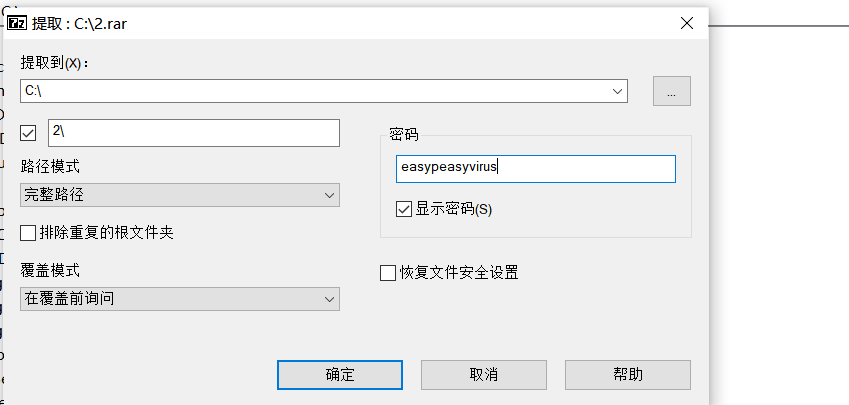 7z 提取 : C:\2.rar
提取到(X)：
C:\
...
2\
密码
easypeasyvirus
路径模式
完整路径
显示密码(S)
排除重复的根文件夹
覆盖模式
恢复文件安全设置
在覆盖前询问
确定
取消
帮助